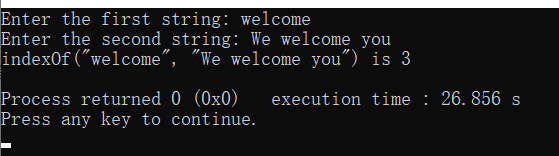 Enter the first string: welcome
Enter the second string: We welcome you
indexOf("welcome", "We welcome you") is 3
Process returned 0 (0x0)   execution time : 26.856 s
Press any key to continue.